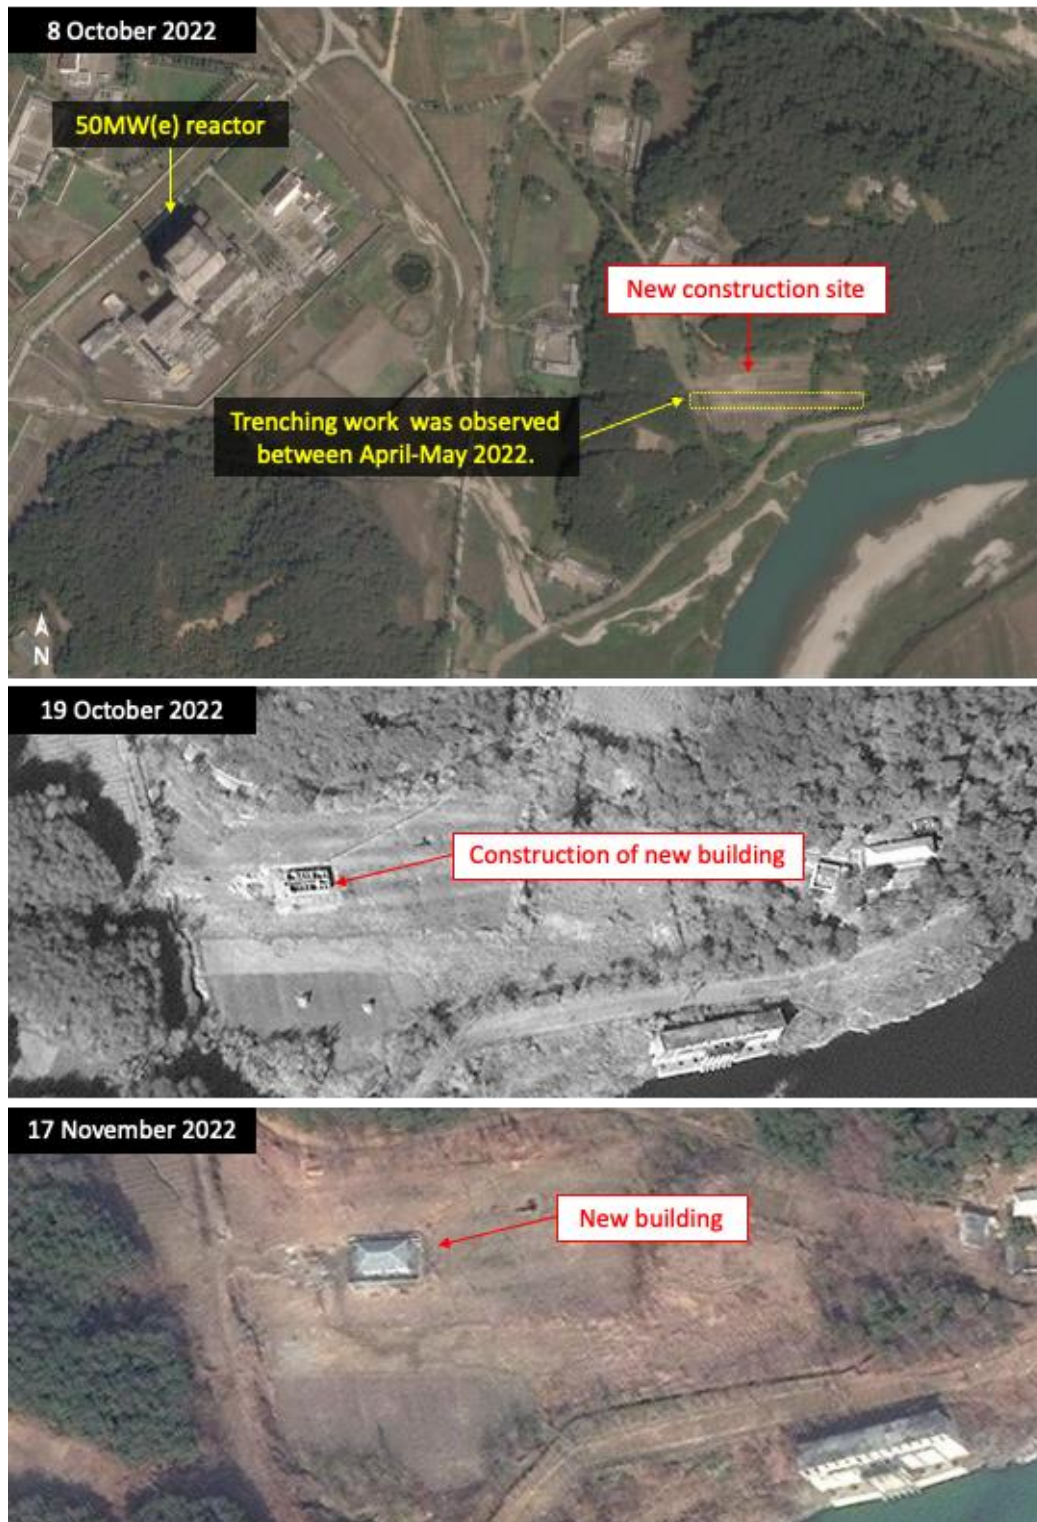 8 October 2022
50MW(e) reactor
New construction site
Trenching work was observed
between April-May 2022.
N
19 October 2022
Construction of new building
17 November 2022
New building